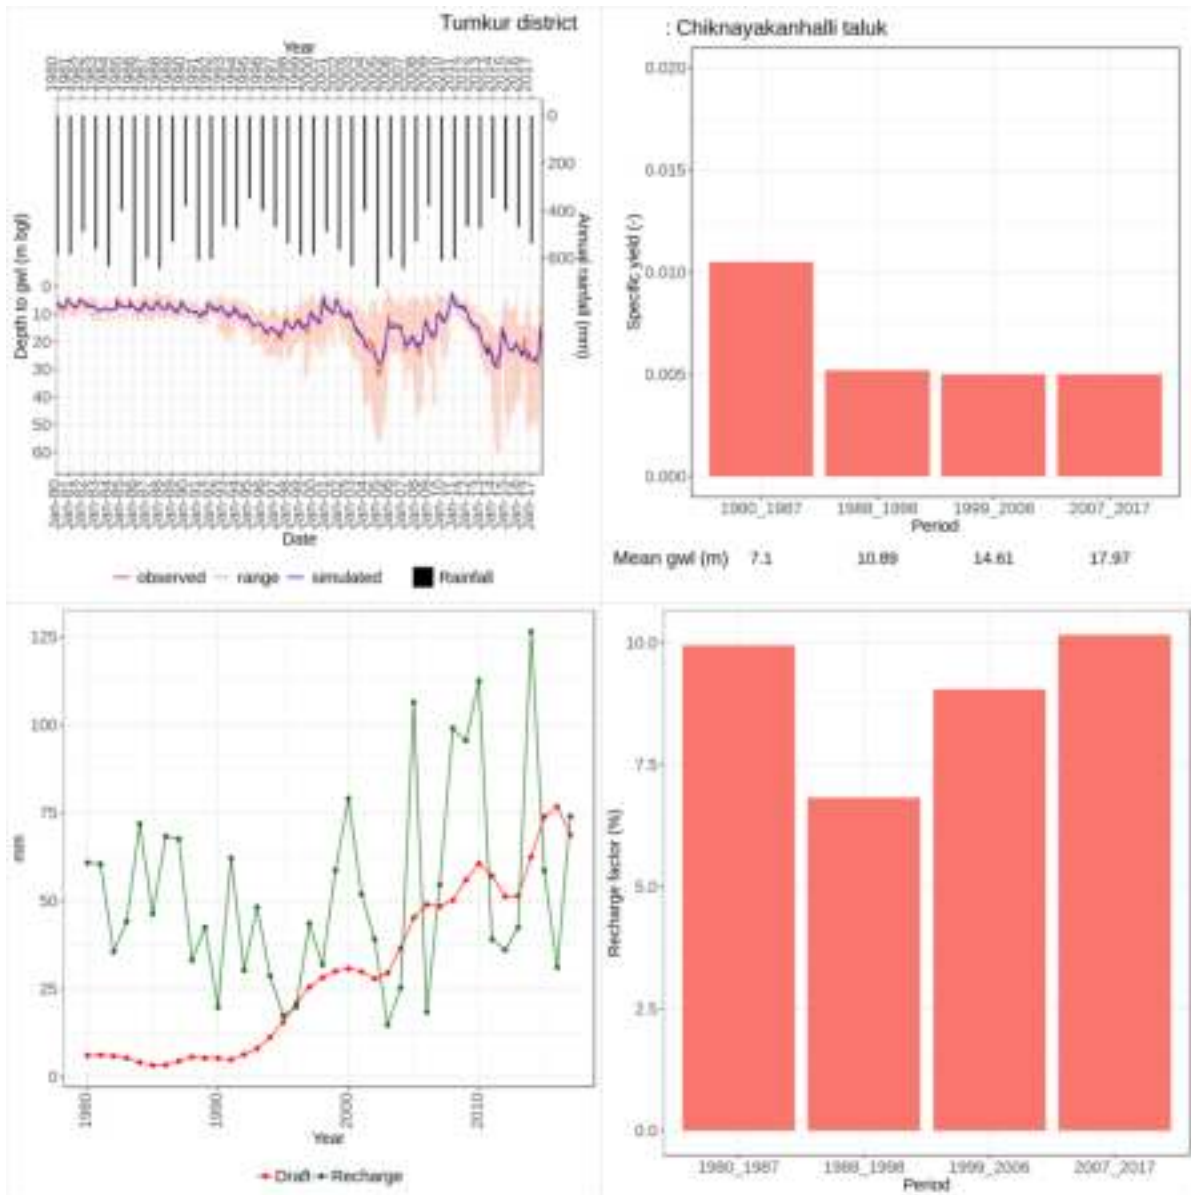 Tumkur district
: Chiknayakanhalli taluk
Year
0
200
400
600
Annual rainfall (mm)
Depth to gwl (m bgl)
0
10
20
30
40
50
60
Date
observed range simulated Rainfall
0.020
0.015
0.010
0.005
0.000
Specific yield (-)
1980_1987 1988_1998 1999_2006 2007_2017
Period
Mean gwl (m) 7.1 10.89 14.61 17.97
125
100
75
50
25
0
mm
1980 1990 2000 2010
Year
Draft Recharge
10.0
7.5
5.0
2.5
0.0
Recharge factor (%)
1980_1987 1988_1998 1999_2006 2007_2017
Period